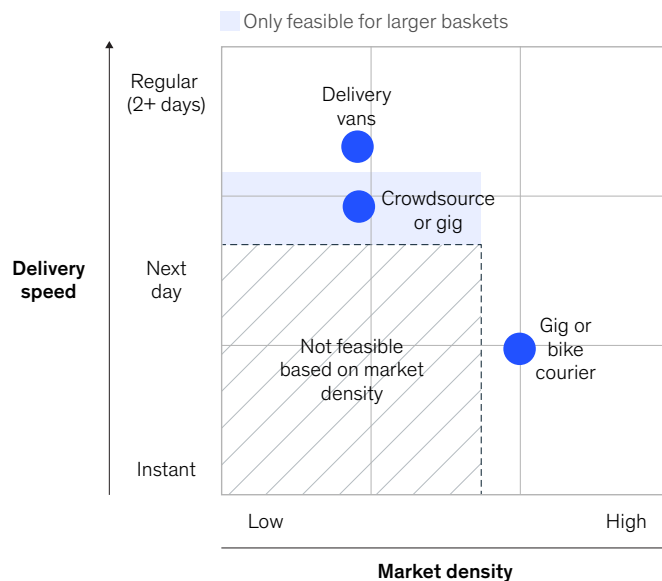 Only feasible for larger baskets
Regular
(2+ days)
Delivery
vans
Crowdsource
or gig
Delivery
speed
Next
day
Gig or
bike
courier
Not feasible
based on market
density
Instant
Low
High
Market density